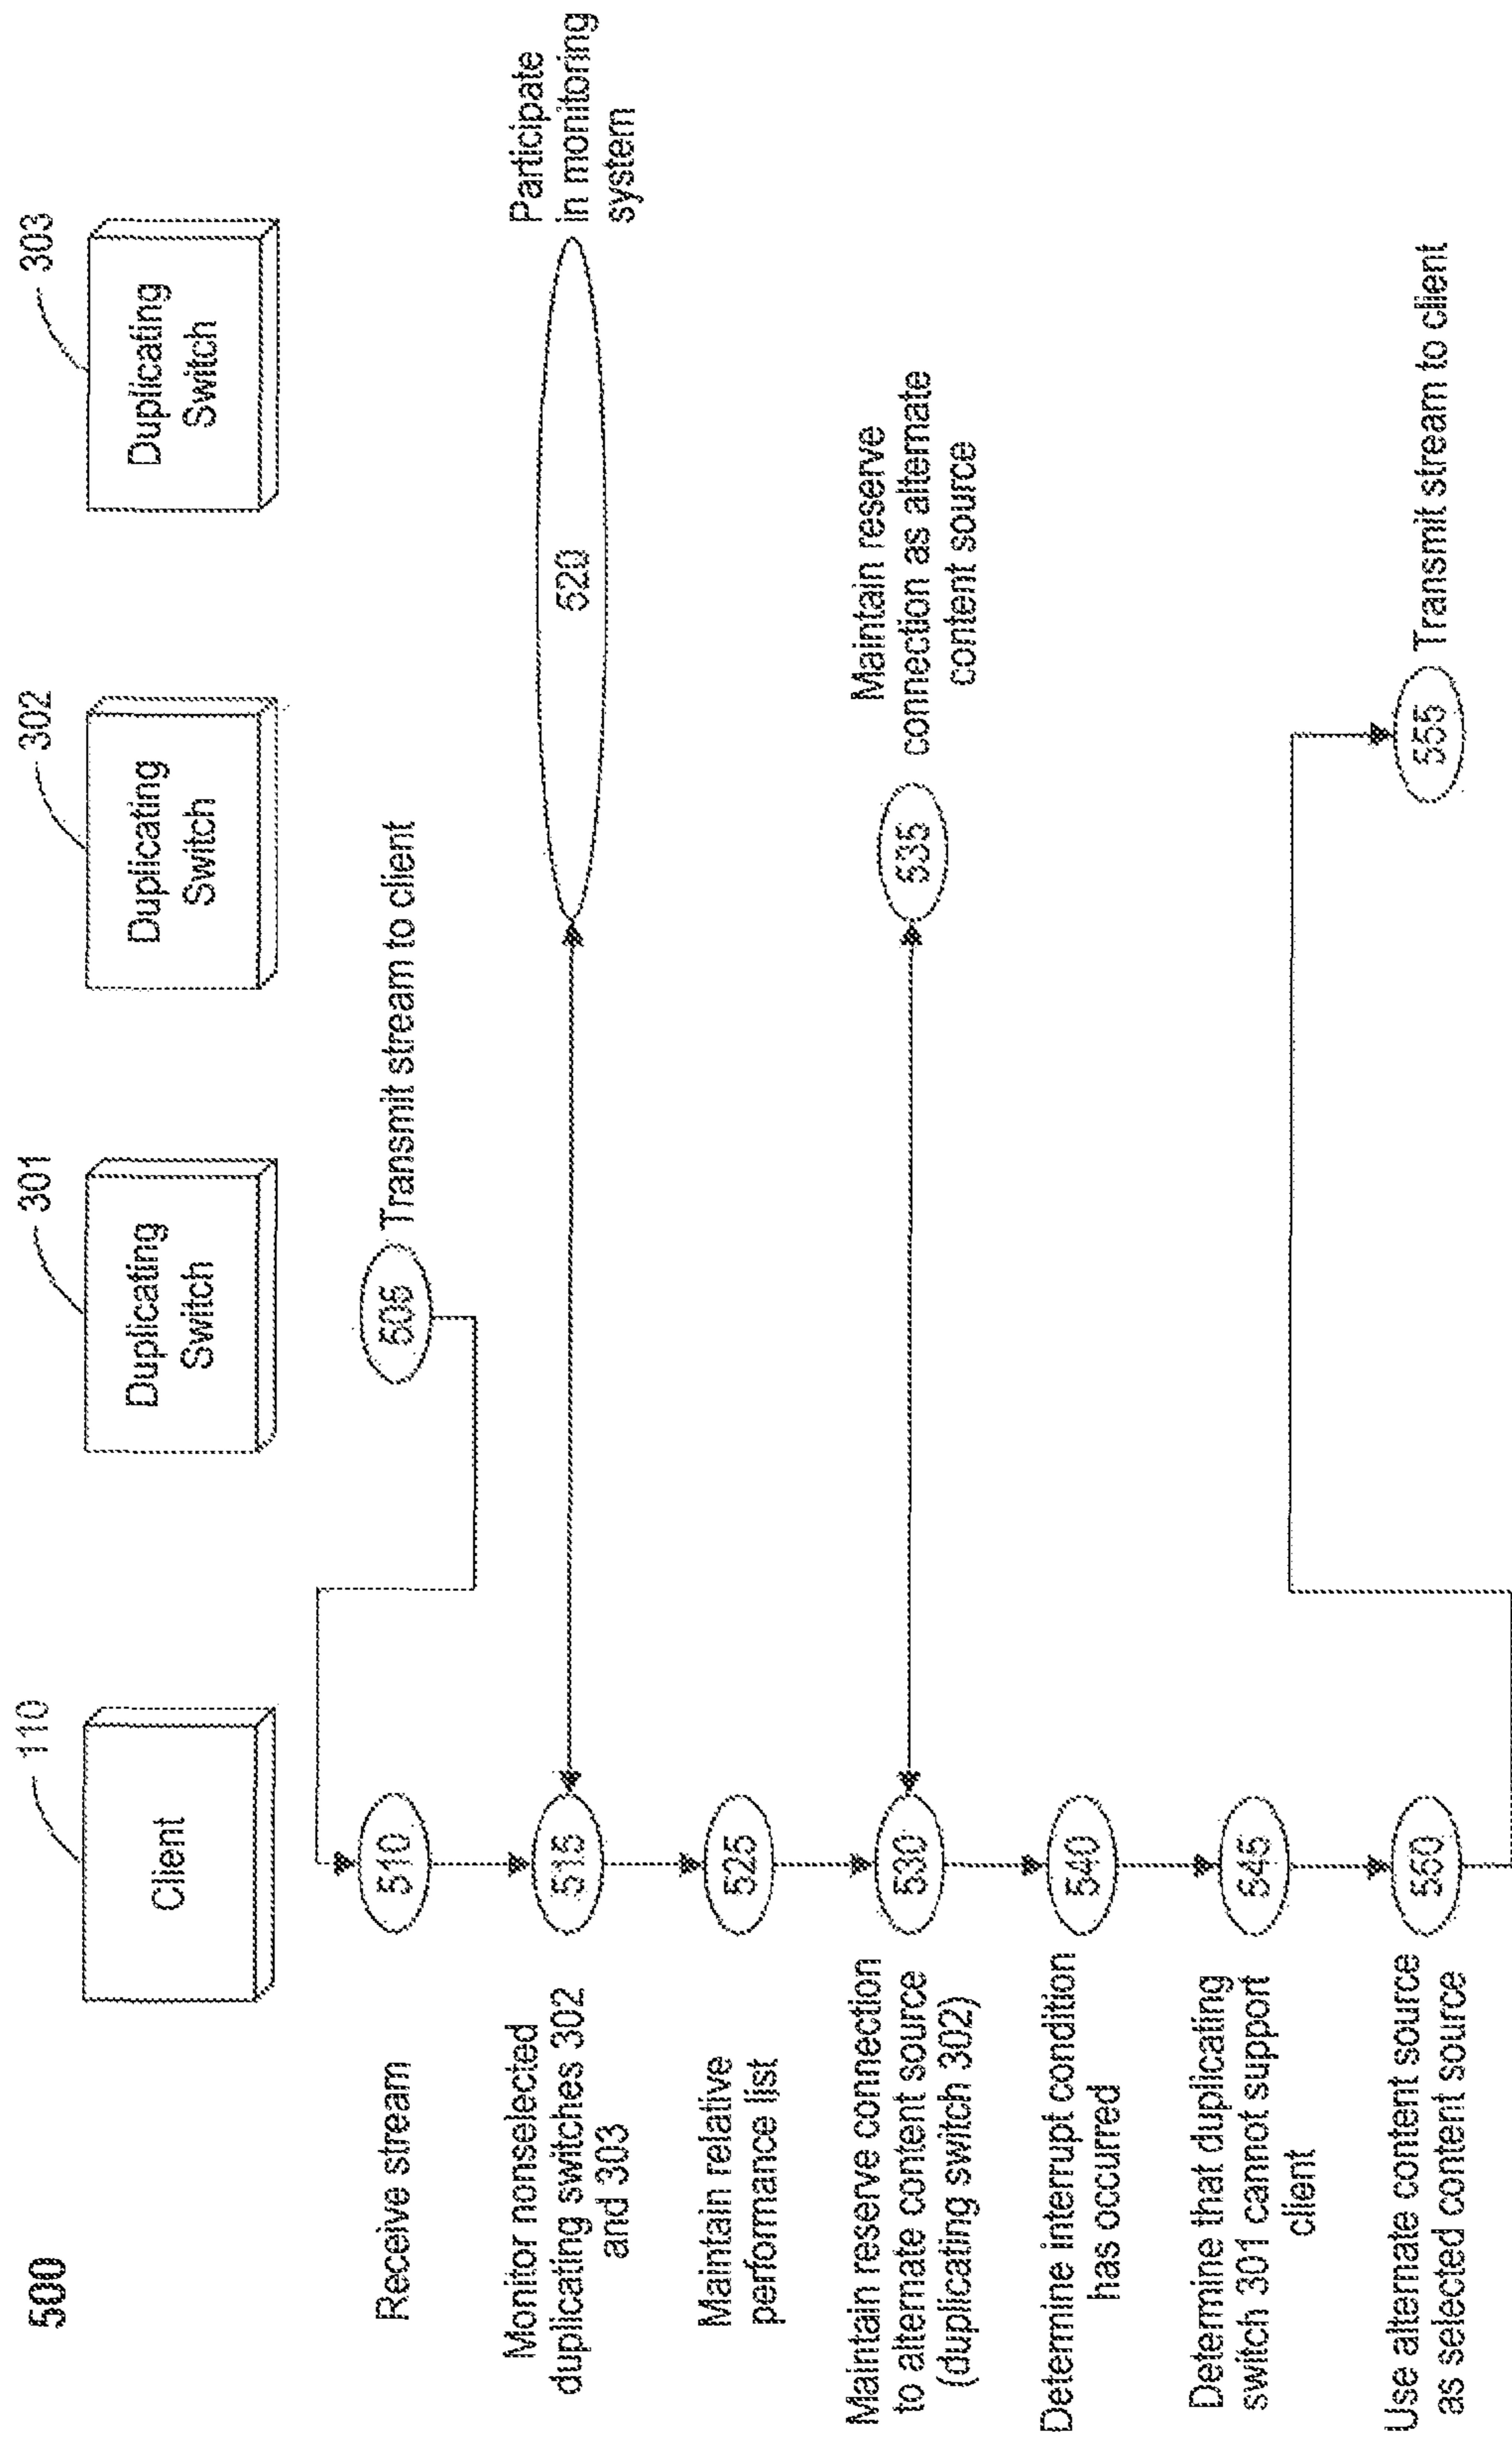 500
110
Client
301
Duplicating
Switch
302
Duplicating
Switch
303
Duplicating
Switch
Receive stream
510
505
Transmit stream to client
Monitor nonselected
duplicating switches 302
and 303
515
520
Participate
in monitoring
system
Maintain relative
performance list
525
Maintain reserve connection
to alternate content source
(duplicating switch 302)
530
535
Maintain reserve
connection as alternate
content source
Determine interrupt condition
has occurred
540
Determine that duplicating
switch 301 cannot support
client
545
Use alternate content source
as selected content source
550
555
Transmit stream to client